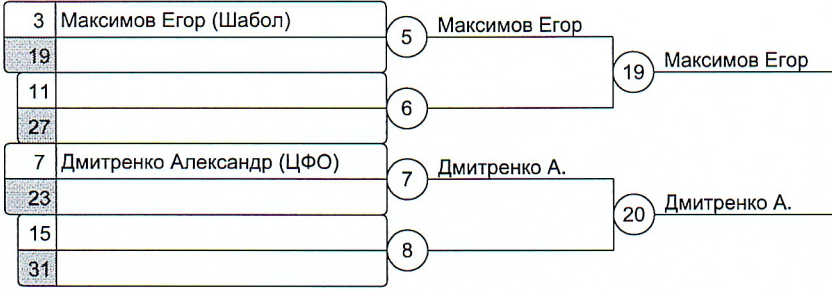 3 Максимов Егор (Шабол)
19
5 Максимов Егор
11
27
6
19 Максимов Егор
7 Дмитренко Александр (ЦФО)
23
7 Дмитренко А.
15
31
8
20 Дмитренко А.